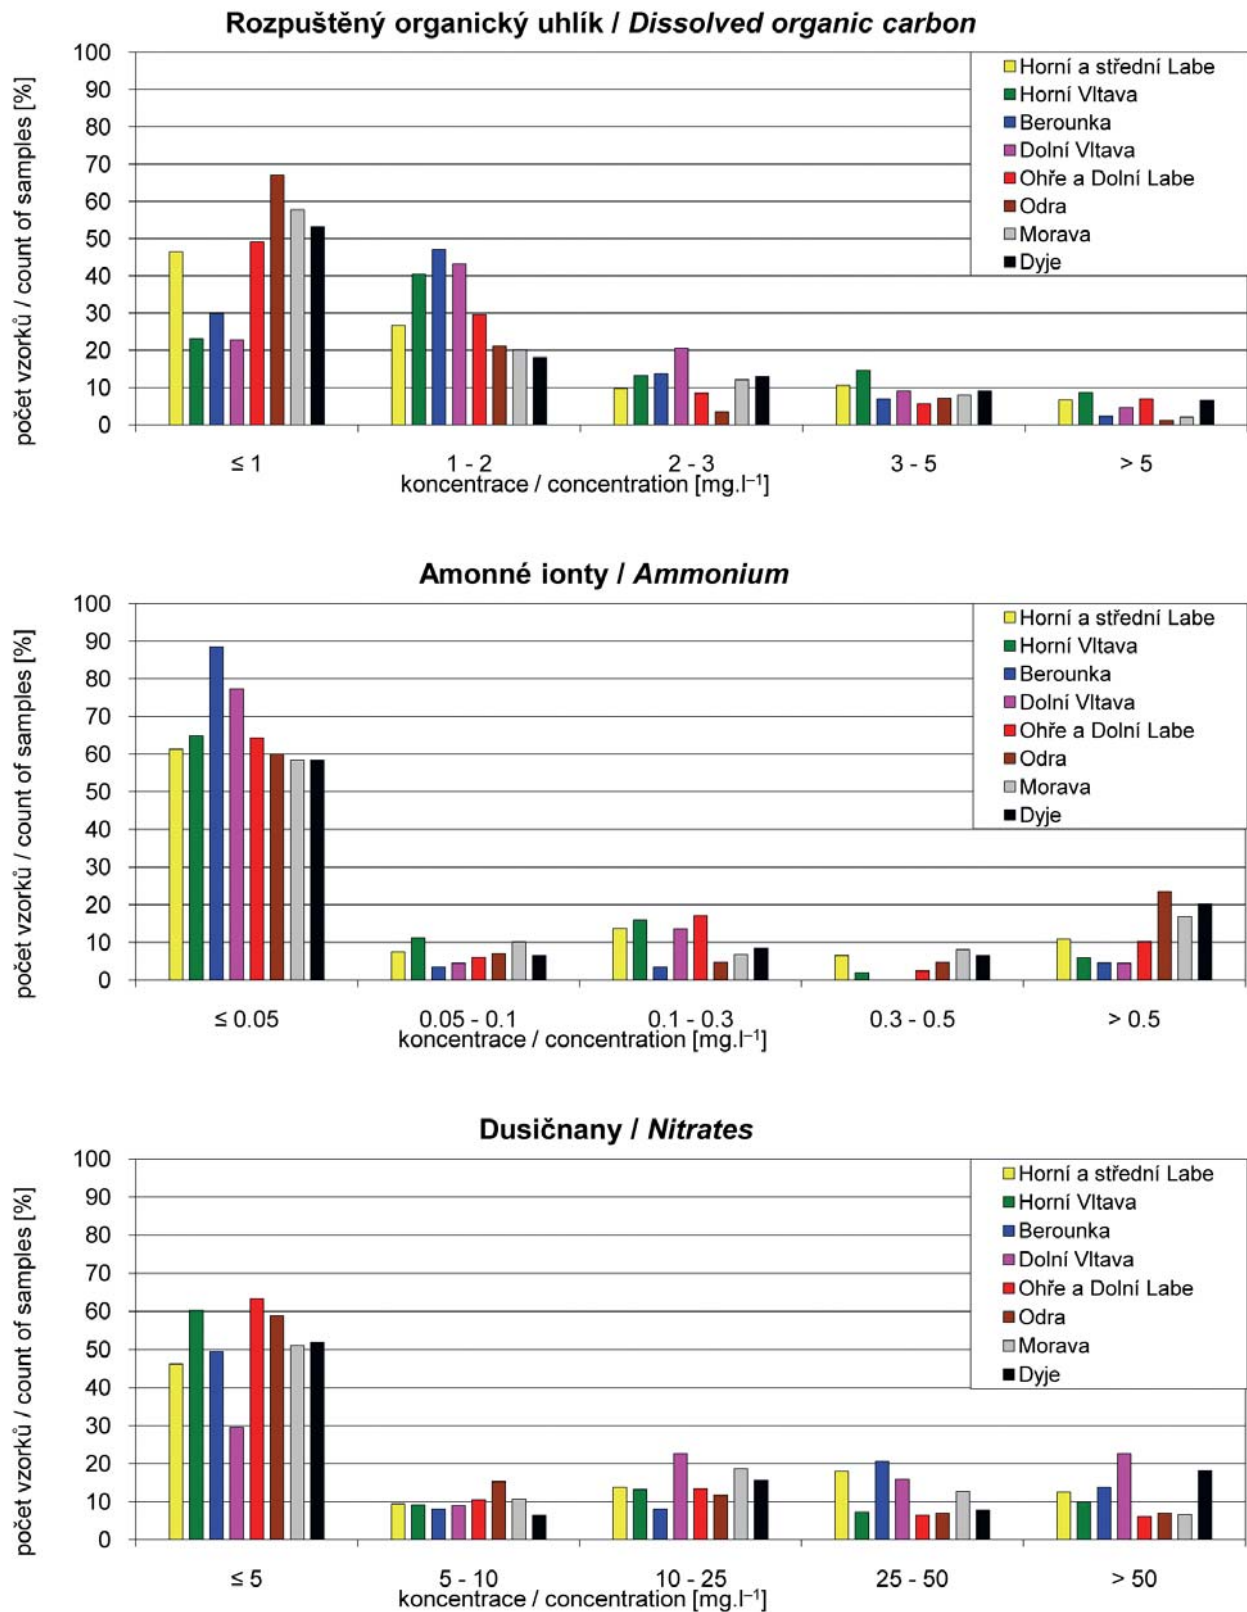 Rozpuštěný organický uhlík / Dissolved organic carbon
počet vzorků / count of samples [%]
100
90
80
70
60
50
40
30
20
10
0
Horní a střední Labe
Horní Vltava
Berounka
Dolní Vltava
Ohře a Dolní Labe
Odra
Morava
Dyje
≤ 1
1 - 2
2 - 3
3 - 5
> 5
koncentrace / concentration [mg.l⁻¹]
Amonné ionty / Ammonium
počet vzorků / count of samples [%]
100
90
80
70
60
50
40
30
20
10
0
Horní a střední Labe
Horní Vltava
Berounka
Dolní Vltava
Ohře a Dolní Labe
Odra
Morava
Dyje
≤ 0.05
0.05 - 0.1
0.1 - 0.3
0.3 - 0.5
> 0.5
koncentrace / concentration [mg.l⁻¹]
Dusičnany / Nitrates
počet vzorků / count of samples [%]
100
90
80
70
60
50
40
30
20
10
0
Horní a střední Labe
Horní Vltava
Berounka
Dolní Vltava
Ohře a Dolní Labe
Odra
Morava
Dyje
≤ 5
5 - 10
10 - 25
25 - 50
> 50
koncentrace / concentration [mg.l⁻¹]